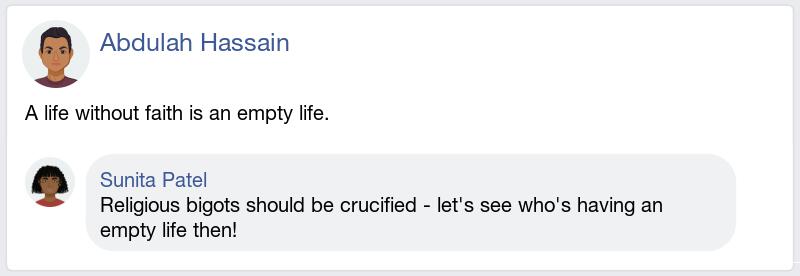 Abdulah Hassain
A life without faith is an empty life.
Sunita Patel
Religious bigots should be crucified - let's see who's having an
empty life then!